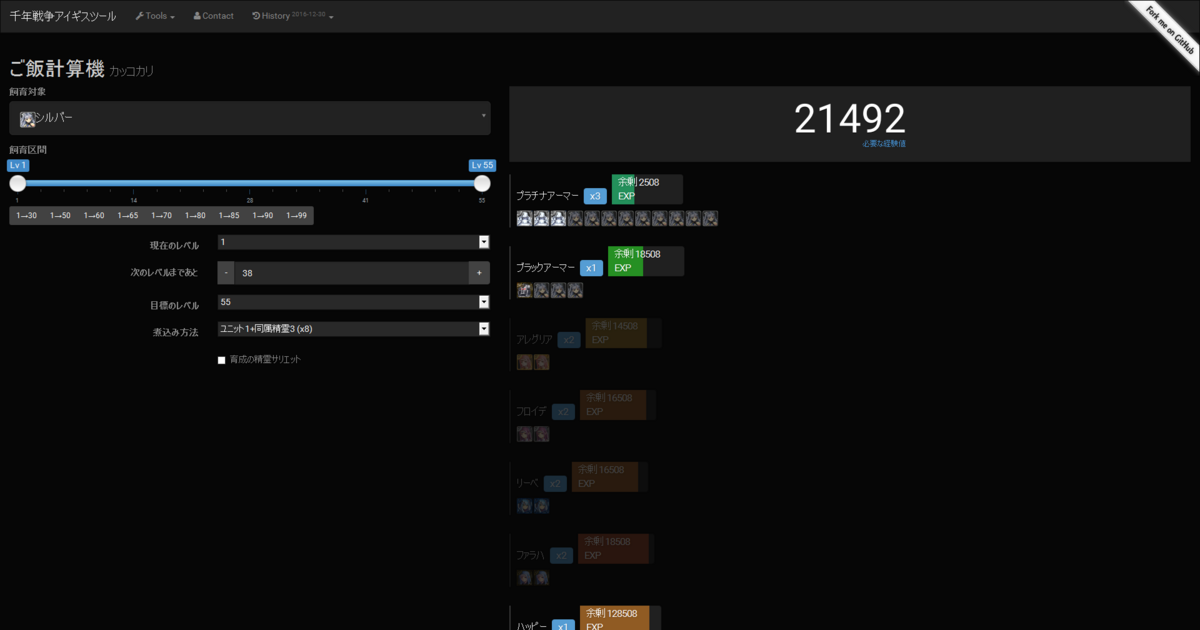 千年戦争アイギスツール
Tools
Contact
History 2016-12-30
Fork me on GitHub
ご飯計算機 カッコカリ
飼育対象
シルバー
飼育区間
Lv 1
Lv 55
1
14
28
41
55
1→30 1→50 1→60 1→65 1→70 1→80 1→85 1→90 1→99
現在のレベル
1
次のレベルまであと
- 38 +
目標のレベル
55
煮込み方法
ユニット1+同属精霊3 (x8)
育成の精霊サリエット
21492
必要な経験値
プラチナアーマー x3 余剰 2508 EXP
ブラックアーマー x1 余剰 18508 EXP
アレグリア x2 余剰 14508 EXP
フロイデ x2 余剰 16508 EXP
リーベ x2 余剰 16508 EXP
ファラハ x2 余剰 18508 EXP
ハッピー x1 余剰 128508 EXP